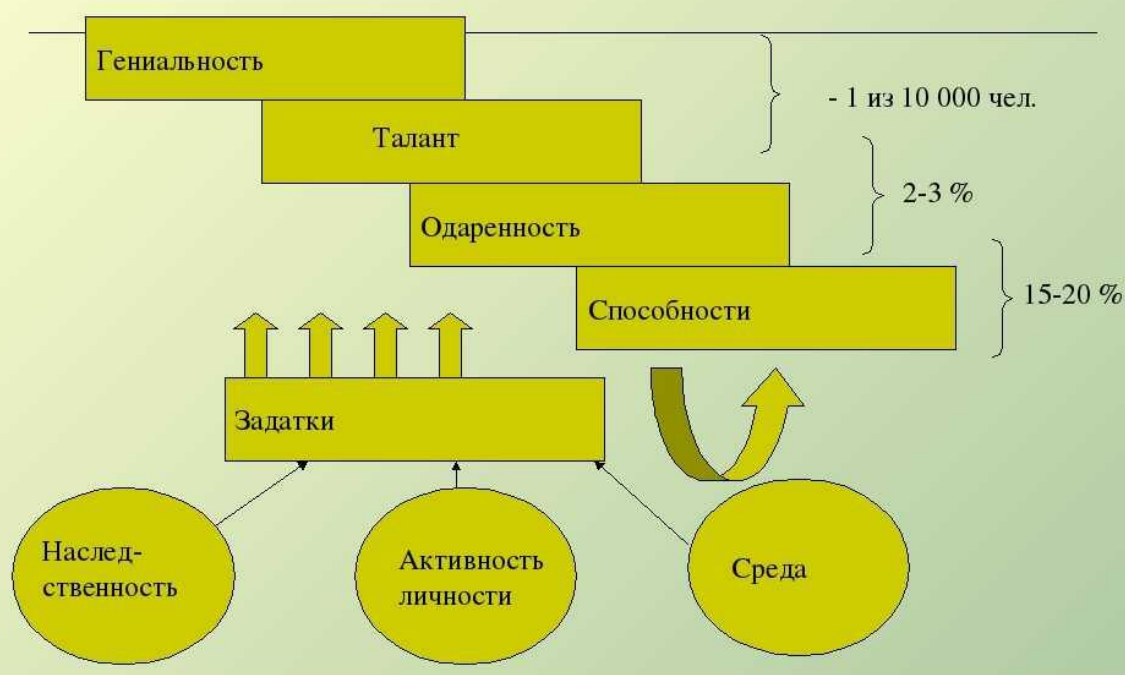 Гениальность
- 1 из 10 000 чел.
Талант
2-3 %
Одаренность
15-20 %
Способности
Задатки
Наслед-
ственность
Активность
личности
Среда